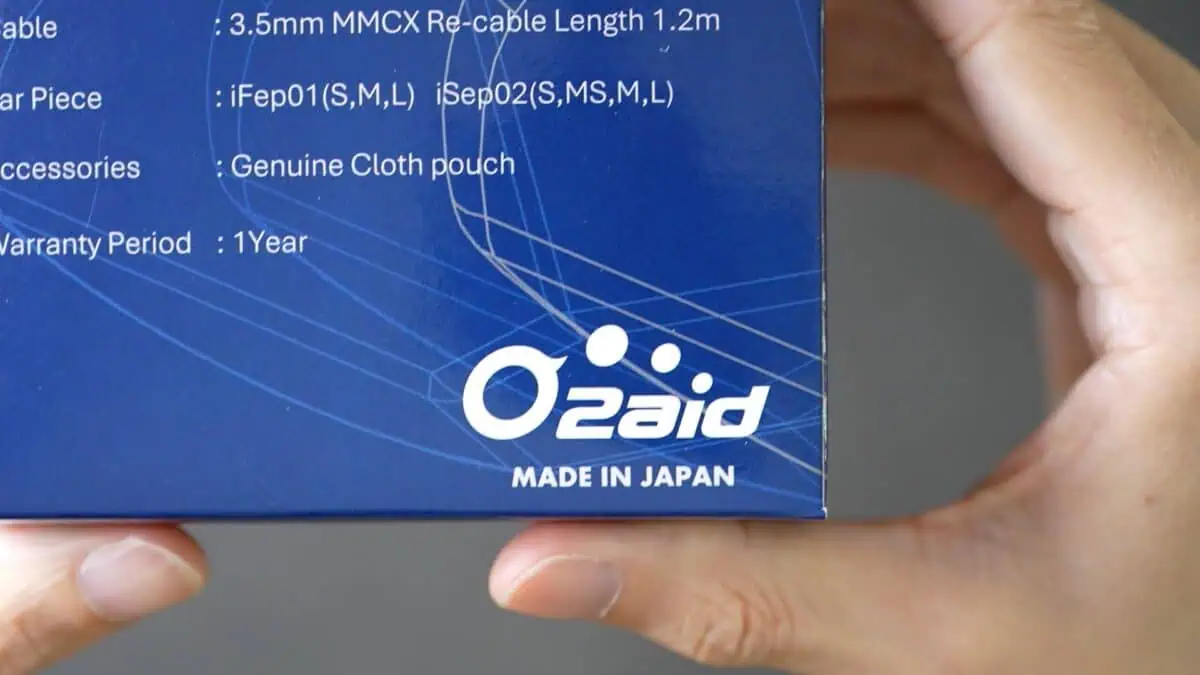 able : 3.5mm MMCX Re-cable Length 1.2m
ar Piece : iFep01(S,M,L) iSep02(S,MS,M,L)
ccessories : Genuine Cloth pouch
Warranty Period : 1Year
O2aid
MADE IN JAPAN